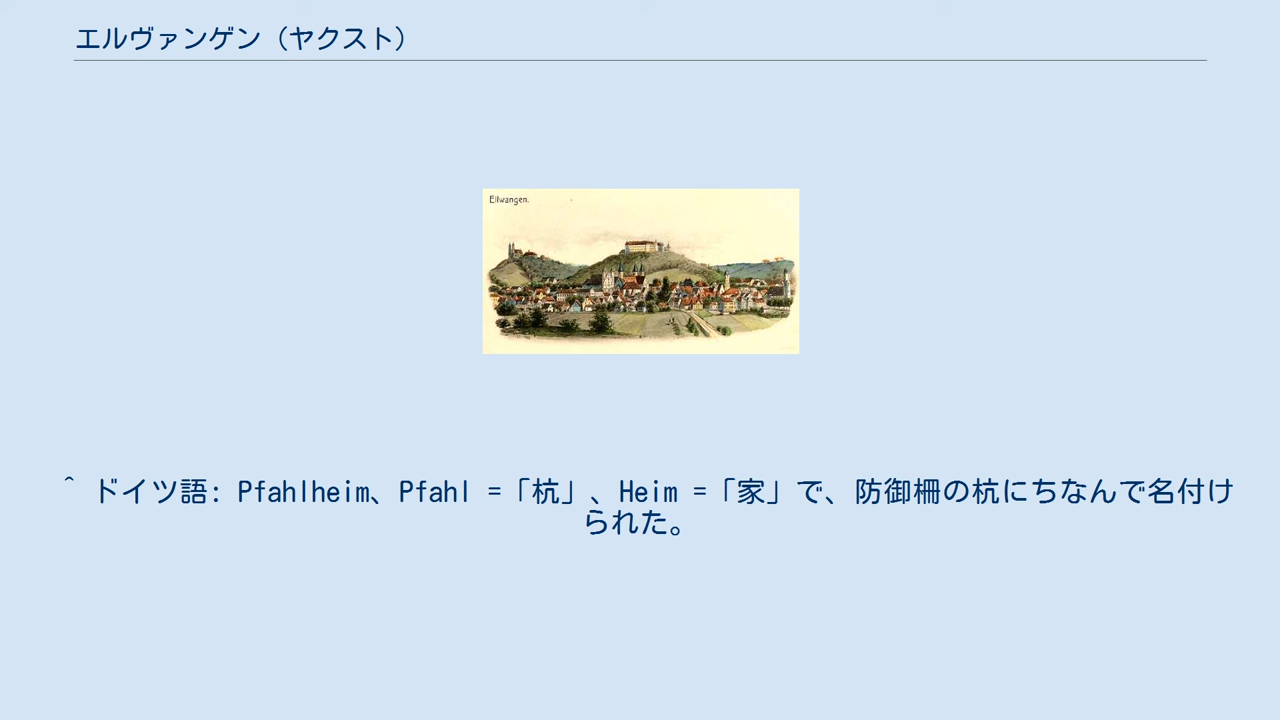 エルヴァンゲン（ヤクスト）
Ellwangen.
^ ドイツ語: Pfahlheim、Pfahl =「杭」、Heim =「家」で、防御柵の杭にちなんで名付け
られた。